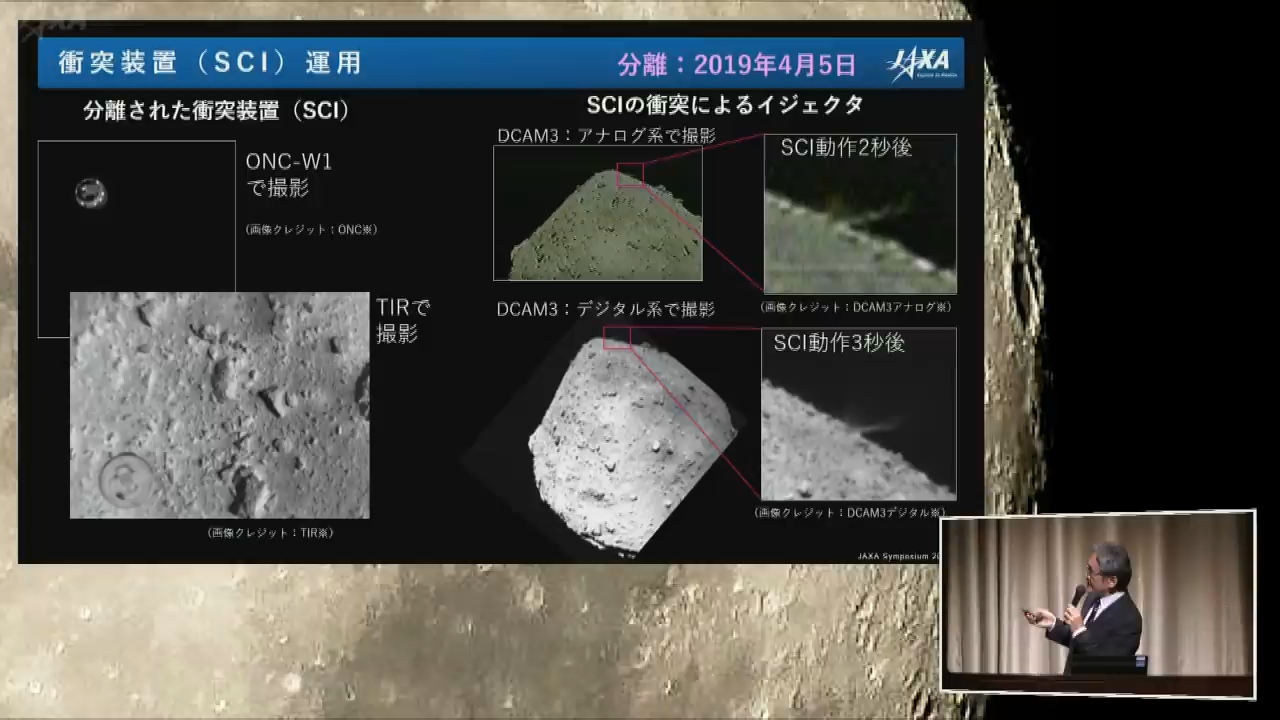 衝突装置（SCI）運用
分離：2019年4月5日
JAXA
分離された衝突装置（SCI）
ONC-W1
で撮影
（画像クレジット：ONC※）
TIRで
撮影
（画像クレジット：TIR※）
SCIの衝突によるイジェクタ
DCAM3：アナログ系で撮影
SCI動作2秒後
（画像クレジット：DCAM3アナログ※）
DCAM3：デジタル系で撮影
SCI動作3秒後
（画像クレジット：DCAM3デジタル※）
JAXA Symposium